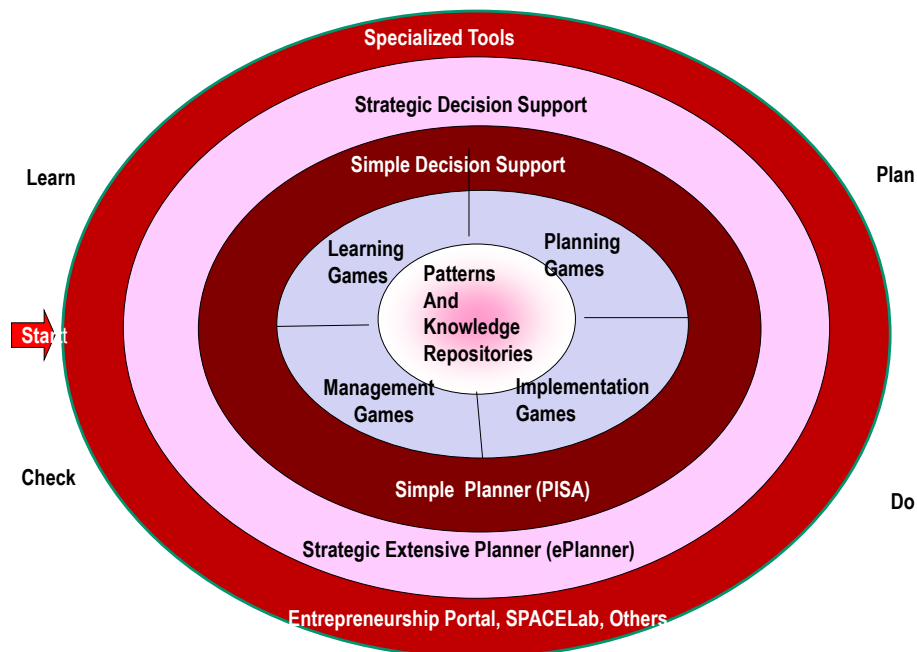 Specialized Tools
Strategic Decision Support
Simple Decision Support
Learn
Plan
Learning
Games
Planning
Games
Patterns
And
Knowledge
Repositories
Start
Management
Games
Implementation
Games
Check
Do
Simple Planner (PISA)
Strategic Extensive Planner (ePlanner)
Entrepreneurship Portal, SPACELab, Others